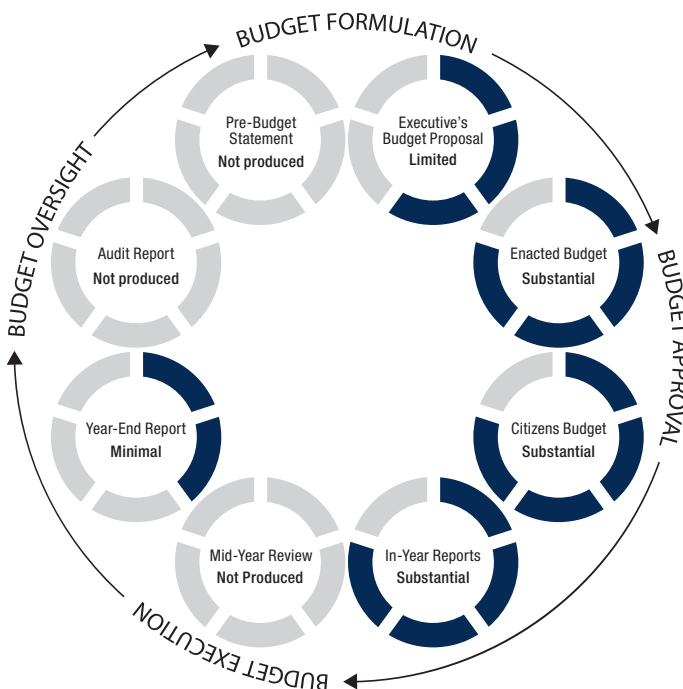 BUDGET FORMULATION
Pre-Budget
Statement
Not produced
Executive's
Budget Proposal
Limited
BUDGET OVERSIGHT
Audit Report
Not produced
Enacted Budget
Substantial
BUDGET APPROVAL
Year-End Report
Minimal
Citizens Budget
Substantial
Mid-Year Review
Not Produced
In-Year Reports
Substantial
BUDGET EXECUTION